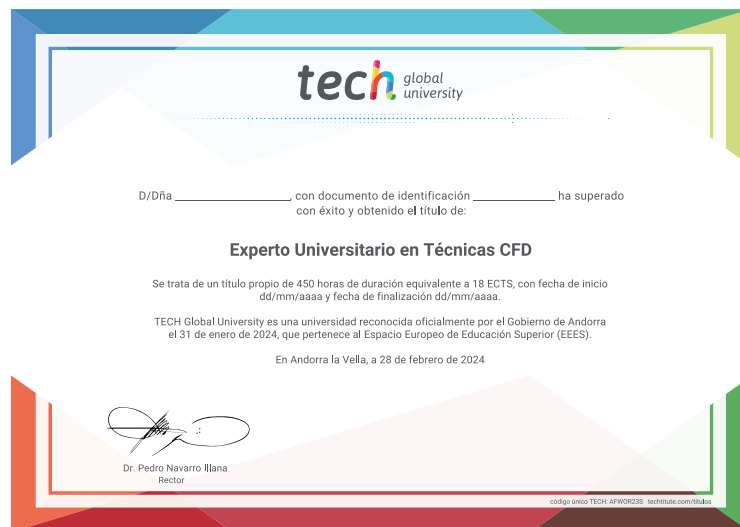 tech global
university
D/Dña ______________, con documento de identificación ______________ ha superado
con éxito y obtenido el título de:
Experto Universitario en Técnicas CFD
Se trata de un título propio de 450 horas de duración equivalente a 18 ECTS, con fecha de inicio
dd/mm/aaaa y fecha de finalización dd/mm/aaaa.
TECH Global University es una universidad reconocida oficialmente por el Gobierno de Andorra
el 31 de enero de 2024, que pertenece al Espacio Europeo de Educación Superior (EEES).
En Andorra la Vella, a 28 de febrero de 2024
Dr. Pedro Navarro Illana
Rector
código único TECH: AFWOR23S techtitute.com/titulos